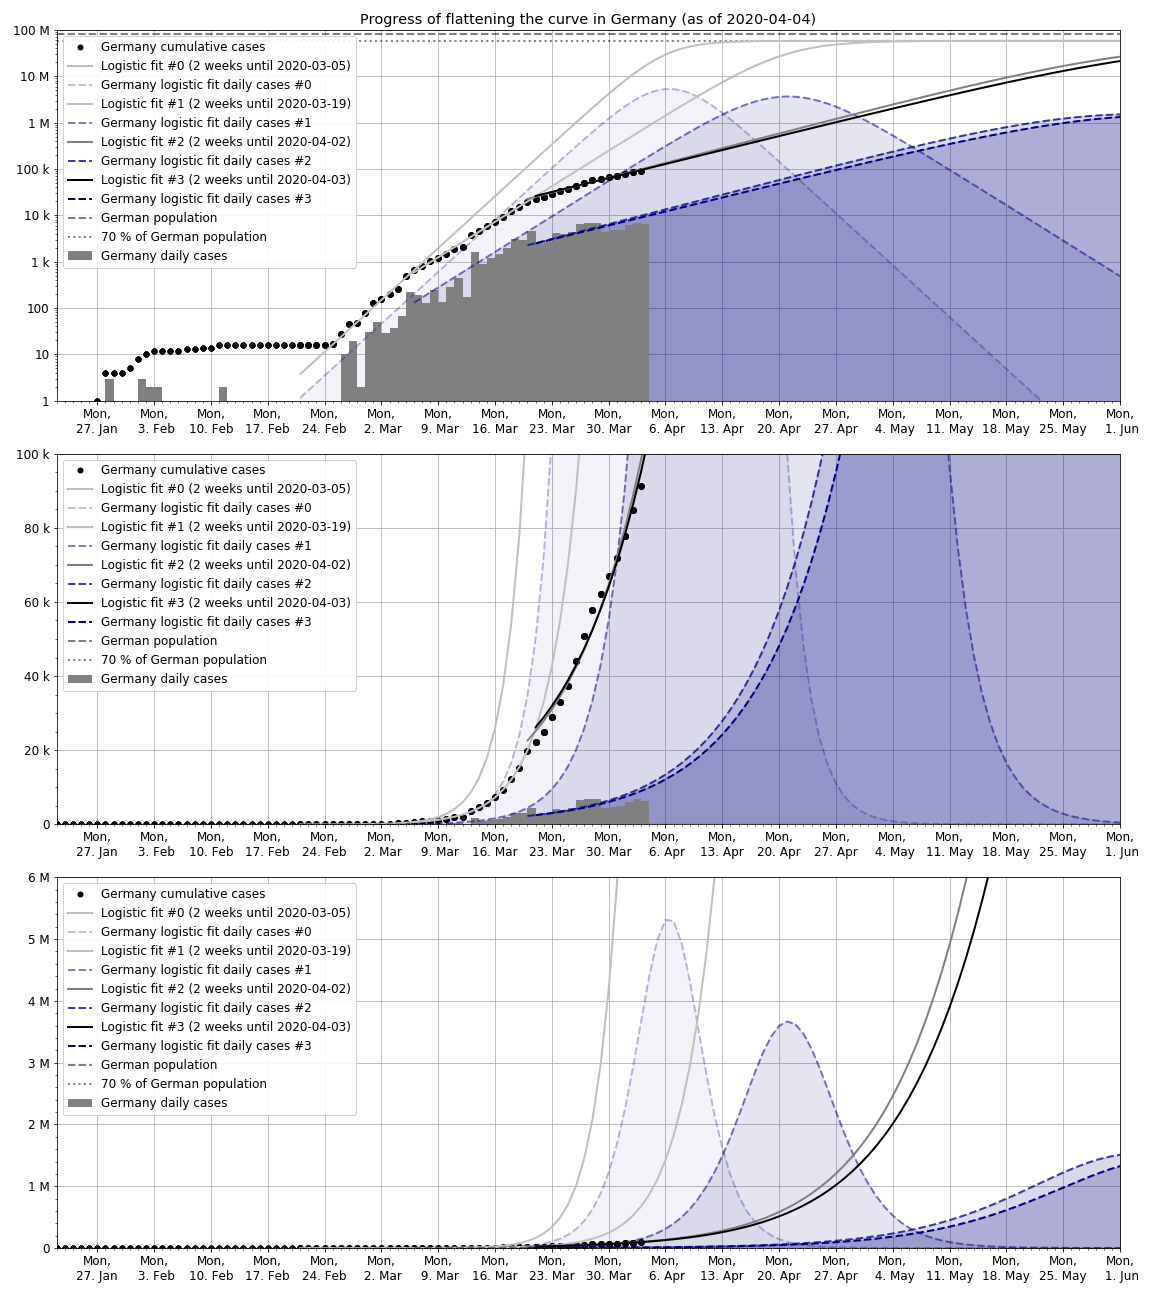 Progress of flattening the curve in Germany (as of 2020-04-04)
100 M
10 M
1 M
100 k
10 k
1 k
100
10
1
Germany cumulative cases
Logistic fit #0 (2 weeks until 2020-03-05)
Germany logistic fit daily cases #0
Logistic fit #1 (2 weeks until 2020-03-19)
Germany logistic fit daily cases #1
Logistic fit #2 (2 weeks until 2020-04-02)
Germany logistic fit daily cases #2
Logistic fit #3 (2 weeks until 2020-04-03)
Germany logistic fit daily cases #3
German population
70 % of German population
Germany daily cases
Mon, Mon, Mon, Mon, Mon, Mon, Mon, Mon, Mon, Mon, Mon, Mon, Mon, Mon, Mon, Mon, Mon, Mon, Mon,
27. Jan 3. Feb 10. Feb 17. Feb 24. Feb 2. Mar 9. Mar 16. Mar 23. Mar 30. Mar 6. Apr 13. Apr 20. Apr 27. Apr 4. May 11. May 18. May 25. May 1. Jun
100 k
80 k
60 k
40 k
20 k
0
Germany cumulative cases
Logistic fit #0 (2 weeks until 2020-03-05)
Germany logistic fit daily cases #0
Logistic fit #1 (2 weeks until 2020-03-19)
Germany logistic fit daily cases #1
Logistic fit #2 (2 weeks until 2020-04-02)
Germany logistic fit daily cases #2
Logistic fit #3 (2 weeks until 2020-04-03)
Germany logistic fit daily cases #3
German population
70 % of German population
Germany daily cases
Mon, Mon, Mon, Mon, Mon, Mon, Mon, Mon, Mon, Mon, Mon, Mon, Mon, Mon, Mon, Mon, Mon, Mon, Mon,
27. Jan 3. Feb 10. Feb 17. Feb 24. Feb 2. Mar 9. Mar 16. Mar 23. Mar 30. Mar 6. Apr 13. Apr 20. Apr 27. Apr 4. May 11. May 18. May 25. May 1. Jun
6 M
5 M
4 M
3 M
2 M
1 M
0
Germany cumulative cases
Logistic fit #0 (2 weeks until 2020-03-05)
Germany logistic fit daily cases #0
Logistic fit #1 (2 weeks until 2020-03-19)
Germany logistic fit daily cases #1
Logistic fit #2 (2 weeks until 2020-04-02)
Germany logistic fit daily cases #2
Logistic fit #3 (2 weeks until 2020-04-03)
Germany logistic fit daily cases #3
German population
70 % of German population
Germany daily cases
Mon, Mon, Mon, Mon, Mon, Mon, Mon, Mon, Mon, Mon, Mon, Mon, Mon, Mon, Mon, Mon, Mon, Mon, Mon,
27. Jan 3. Feb 10. Feb 17. Feb 24. Feb 2. Mar 9. Mar 16. Mar 23. Mar 30. Mar 6. Apr 13. Apr 20. Apr 27. Apr 4. May 11. May 18. May 25. May 1. Jun